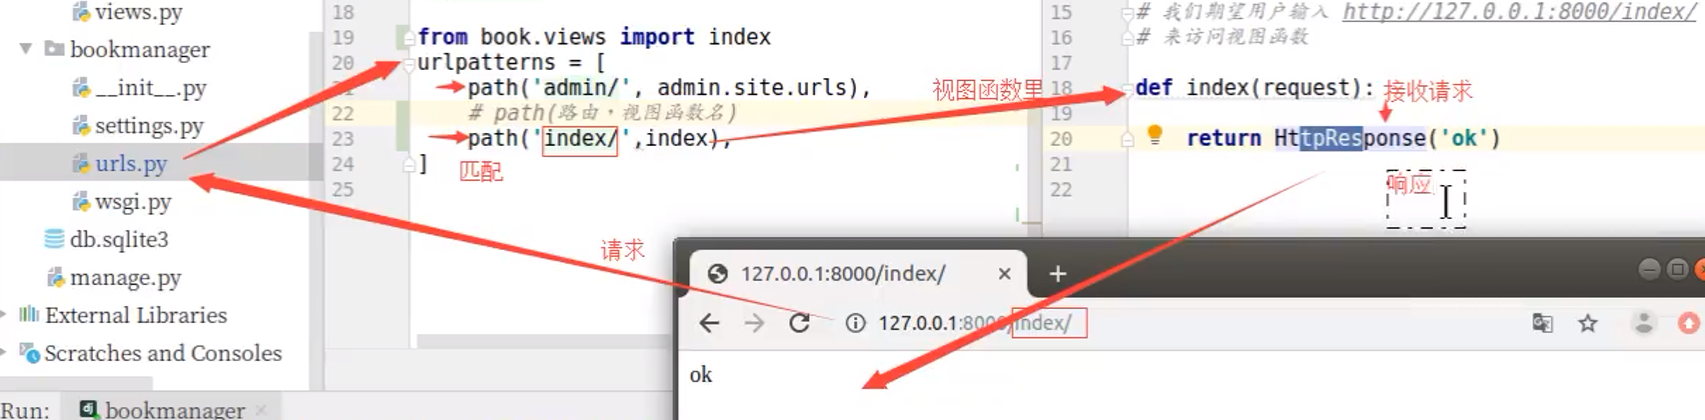 views.py
bookmanager
__init__.py
settings.py
urls.py
wsgi.py
db.sqlite3
manage.py
External Libraries
Scratches and Consoles
Run:
bookmanager
18
19 from book.views import index
20 urlpatterns = [
path('admin/', admin.site.urls),
22 # path(路由，视图函数名)
23 path('index/',index),
24 ]
25
匹配
请求
视图函数里
15 # 我们期望用户输入 http://127.0.0.1:8000/index/
16 # 来访问视图函数
18 def index(request):
接收请求
19
20 return HttpResponse('ok')
21
22
响应
127.0.0.1:8000/index/
127.0.0.1:8000/index/
ok